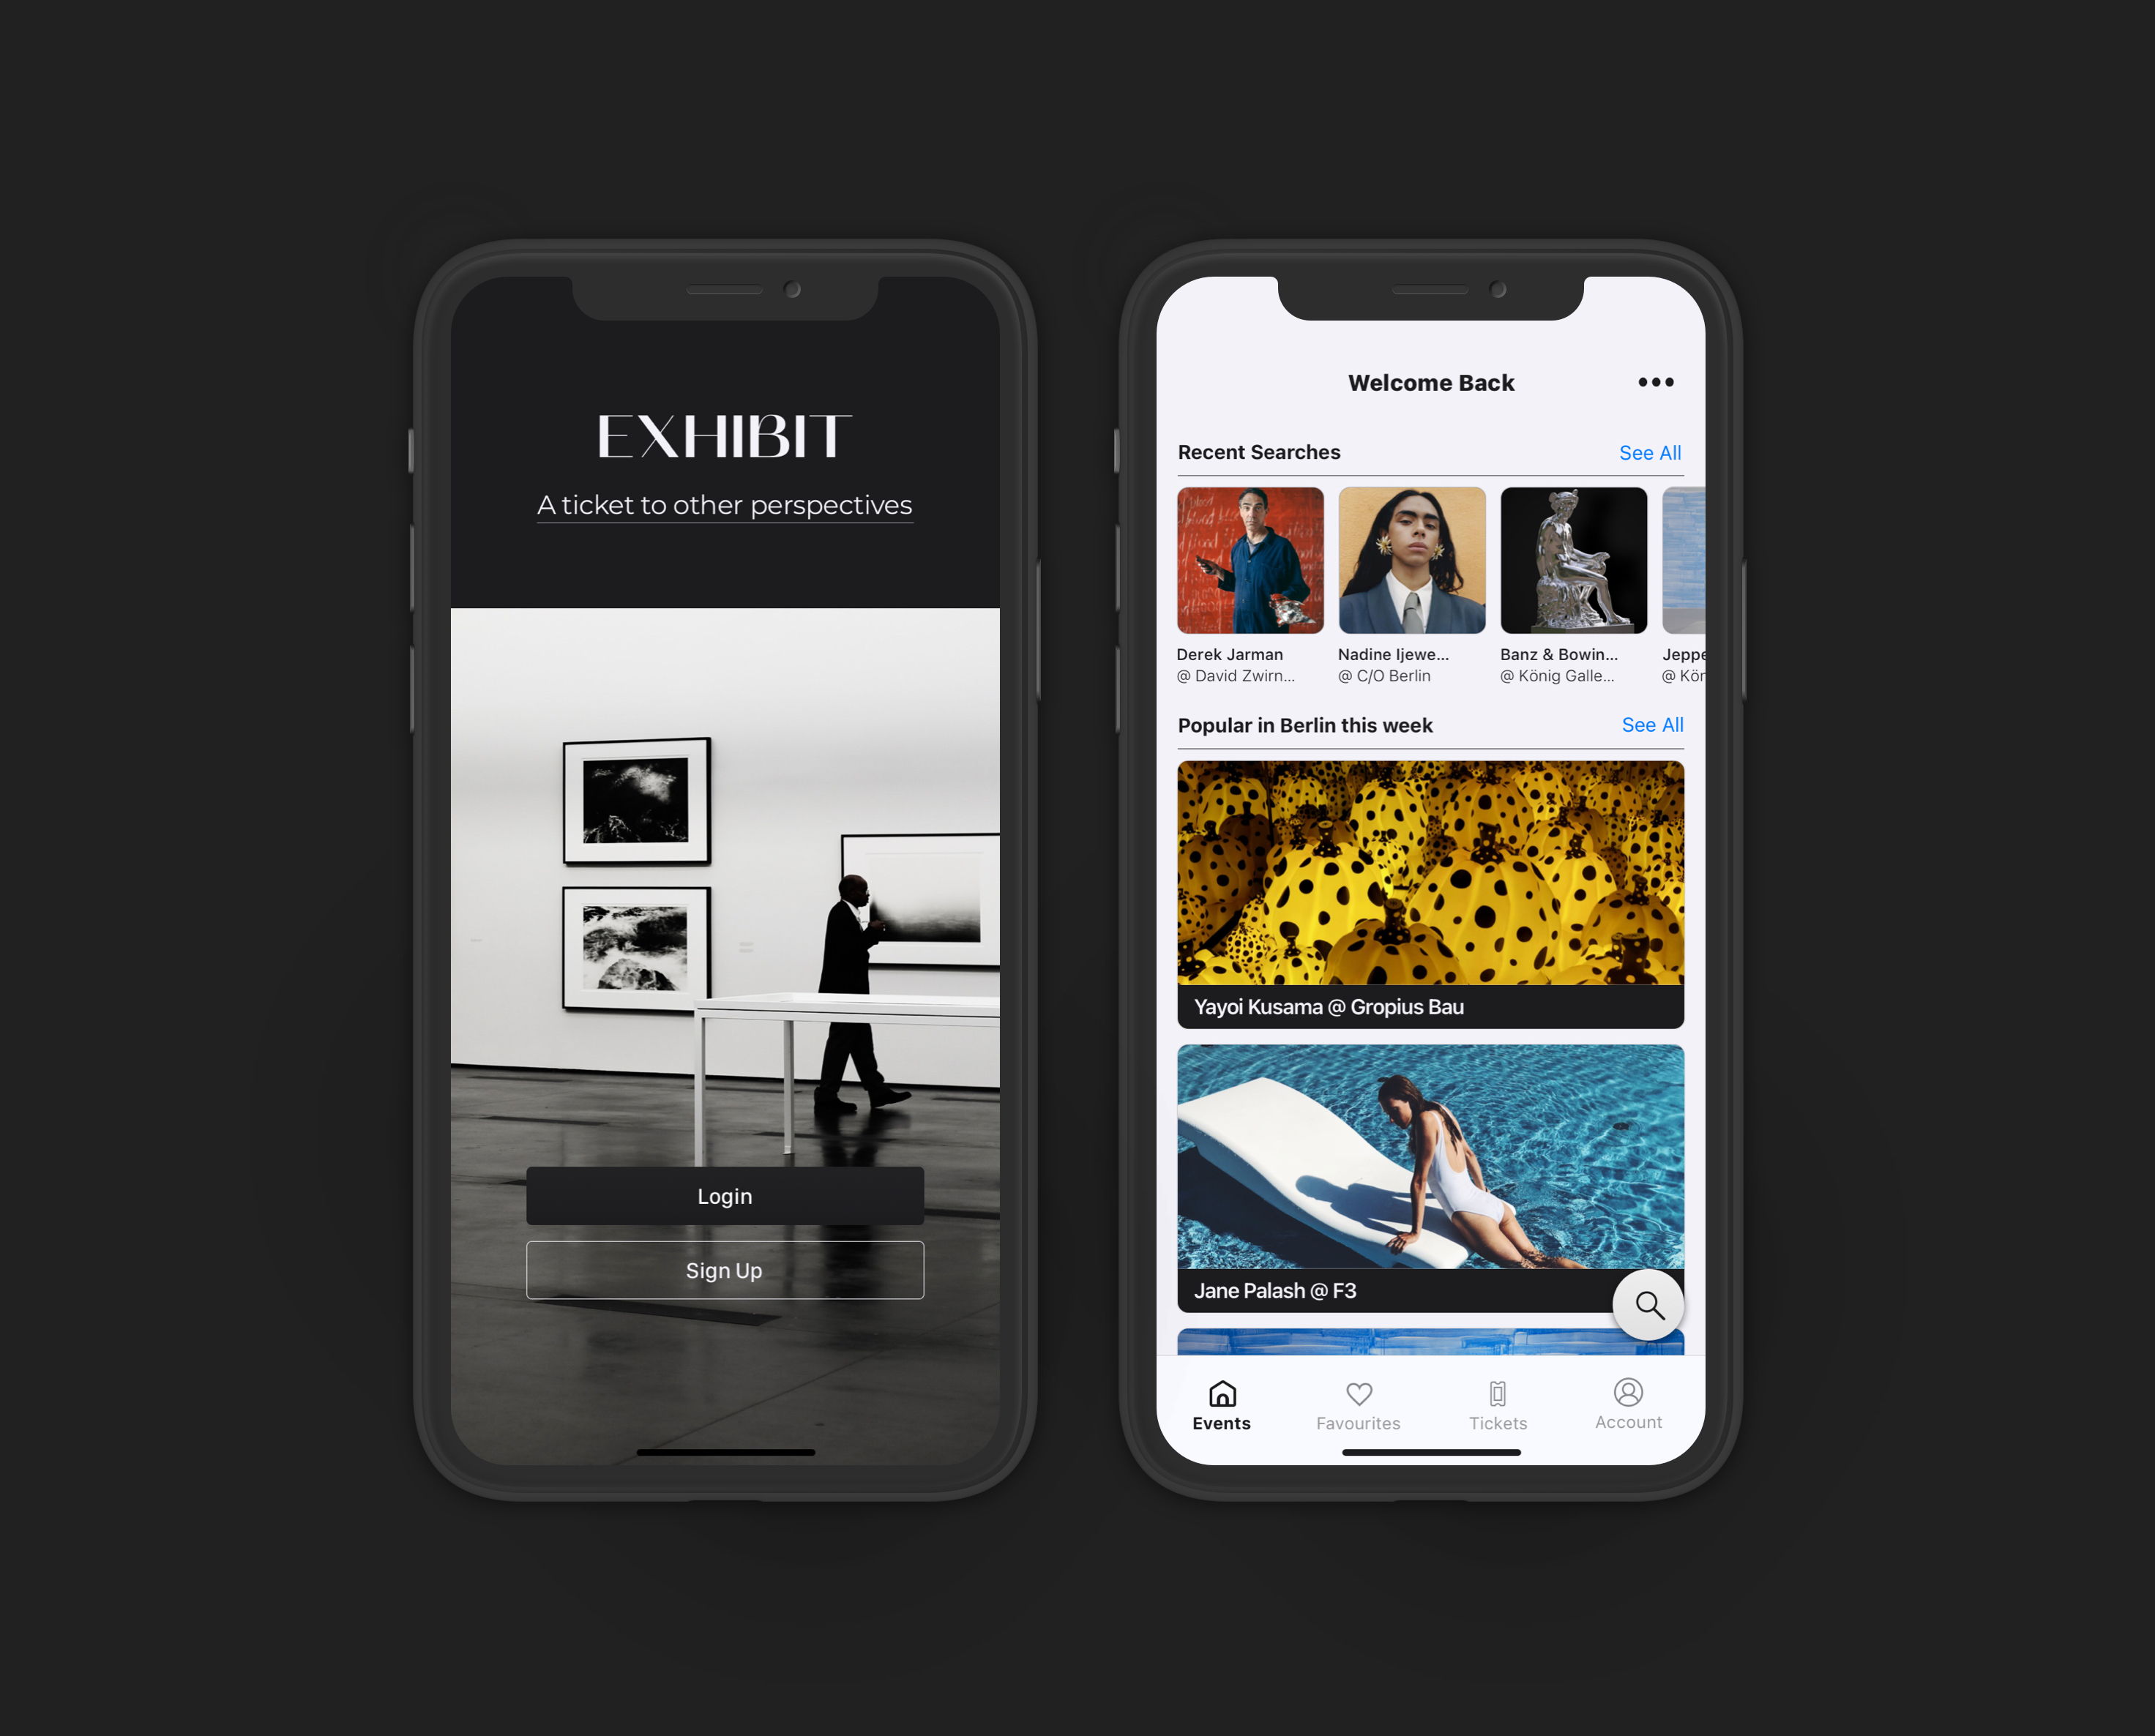 EXHIBIT
A ticket to other perspectives
Login
Sign Up
Welcome Back
Recent Searches
See All
Derek Jarman
@ David Zwirn...
Nadine Ijewe...
@ C/O Berlin
Banz & Bowin...
@ König Galle...
Jeppe
@ Kör
Popular in Berlin this week
See All
Yayoi Kusama @ Gropius Bau
Jane Palash @ F3
Events
Favourites
Tickets
Account